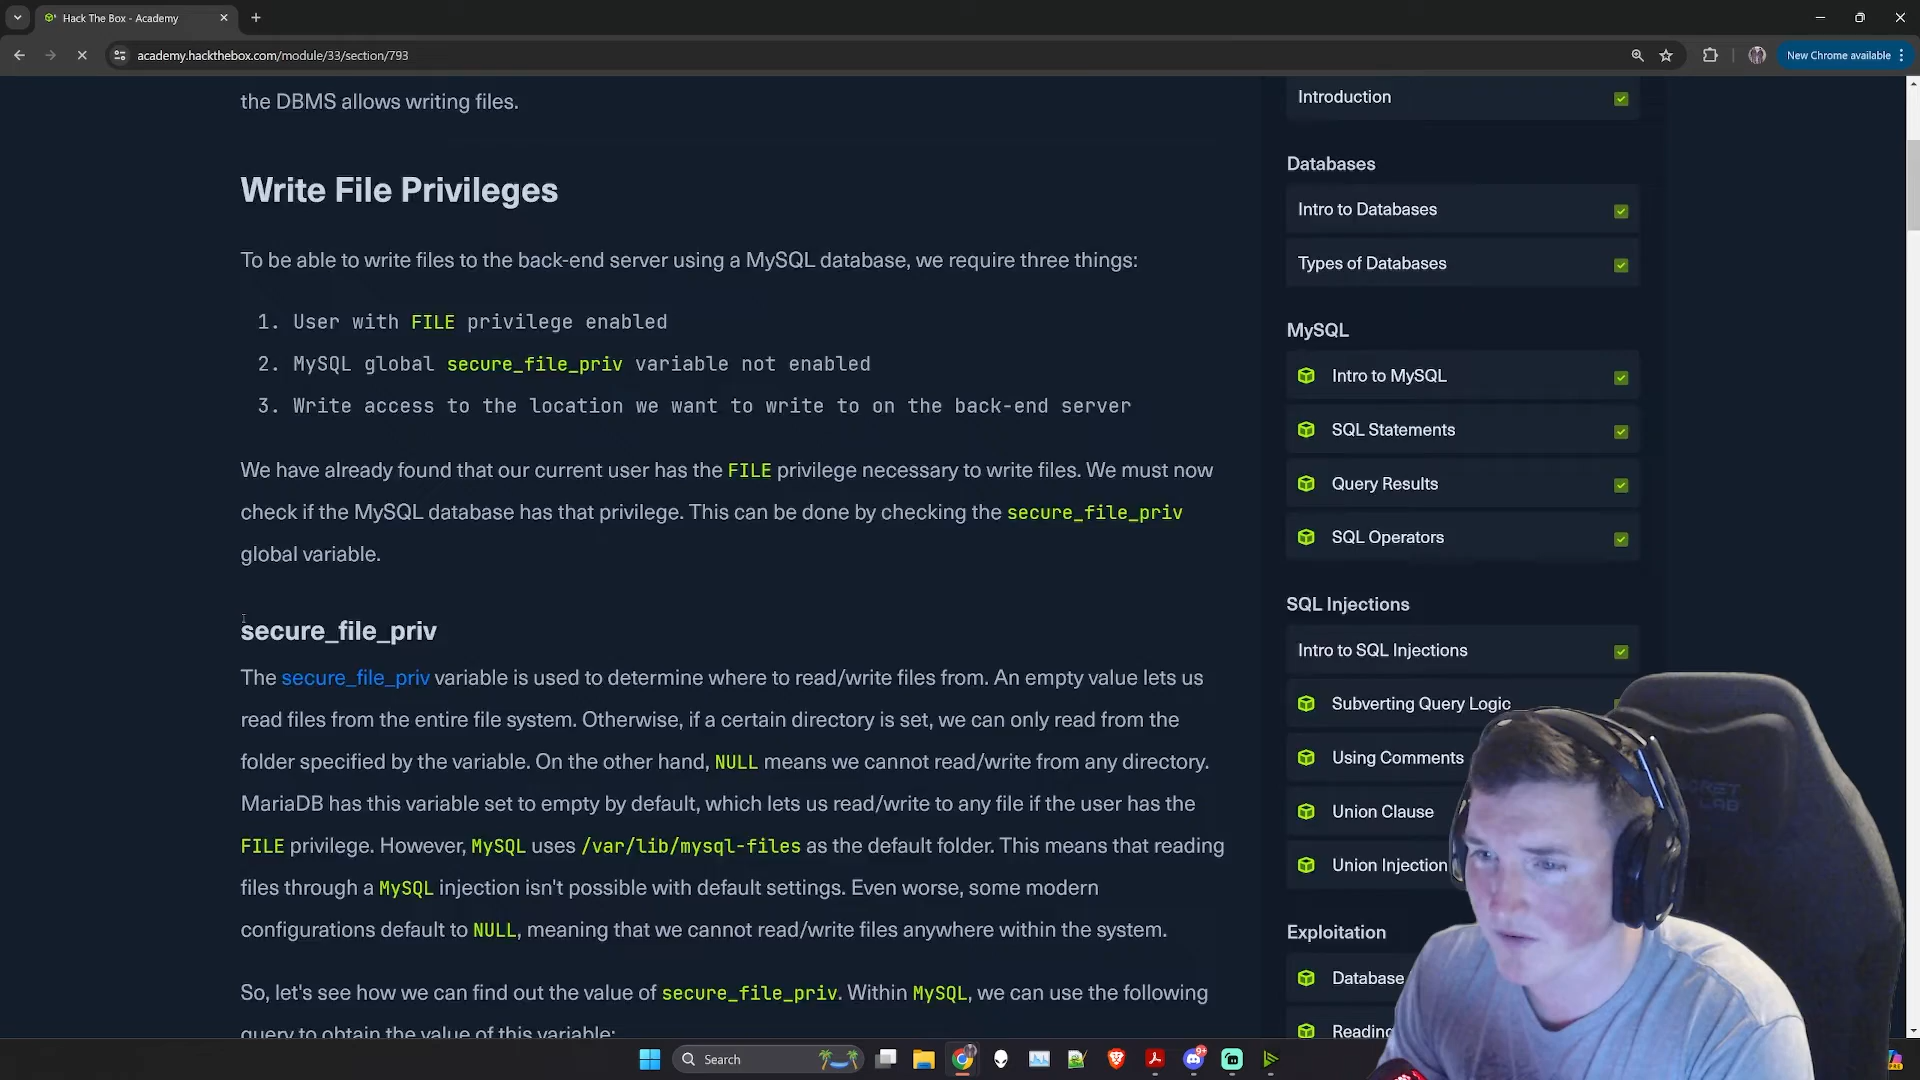 Hack The Box - Academy
academy.hackthebox.com/module/33/section/793
New Chrome available
the DBMS allows writing files.
Write File Privileges
To be able to write files to the back-end server using a MySQL database, we require three things:
1. User with FILE privilege enabled
2. MySQL global secure_file_priv variable not enabled
3. Write access to the location we want to write to on the back-end server
We have already found that our current user has the FILE privilege necessary to write files. We must now
check if the MySQL database has that privilege. This can be done by checking the secure_file_priv
global variable.
secure_file_priv
The secure_file_priv variable is used to determine where to read/write files from. An empty value lets us
read files from the entire file system. Otherwise, if a certain directory is set, we can only read from the
folder specified by the variable. On the other hand, NULL means we cannot read/write from any directory.
MariaDB has this variable set to empty by default, which lets us read/write to any file if the user has the
FILE privilege. However, MySQL uses /var/lib/mysql-files as the default folder. This means that reading
files through a MySQL injection isn't possible with default settings. Even worse, some modern
configurations default to NULL, meaning that we cannot read/write files anywhere within the system.
So, let's see how we can find out the value of secure_file_priv. Within MySQL, we can use the following
query to obtain the value of this variable:
Introduction
Databases
Intro to Databases
Types of Databases
MySQL
Intro to MySQL
SQL Statements
Query Results
SQL Operators
SQL Injections
Intro to SQL Injections
Subverting Query Logic
Using Comments
Union Clause
Union Injection
Exploitation
Database
Reading
Search